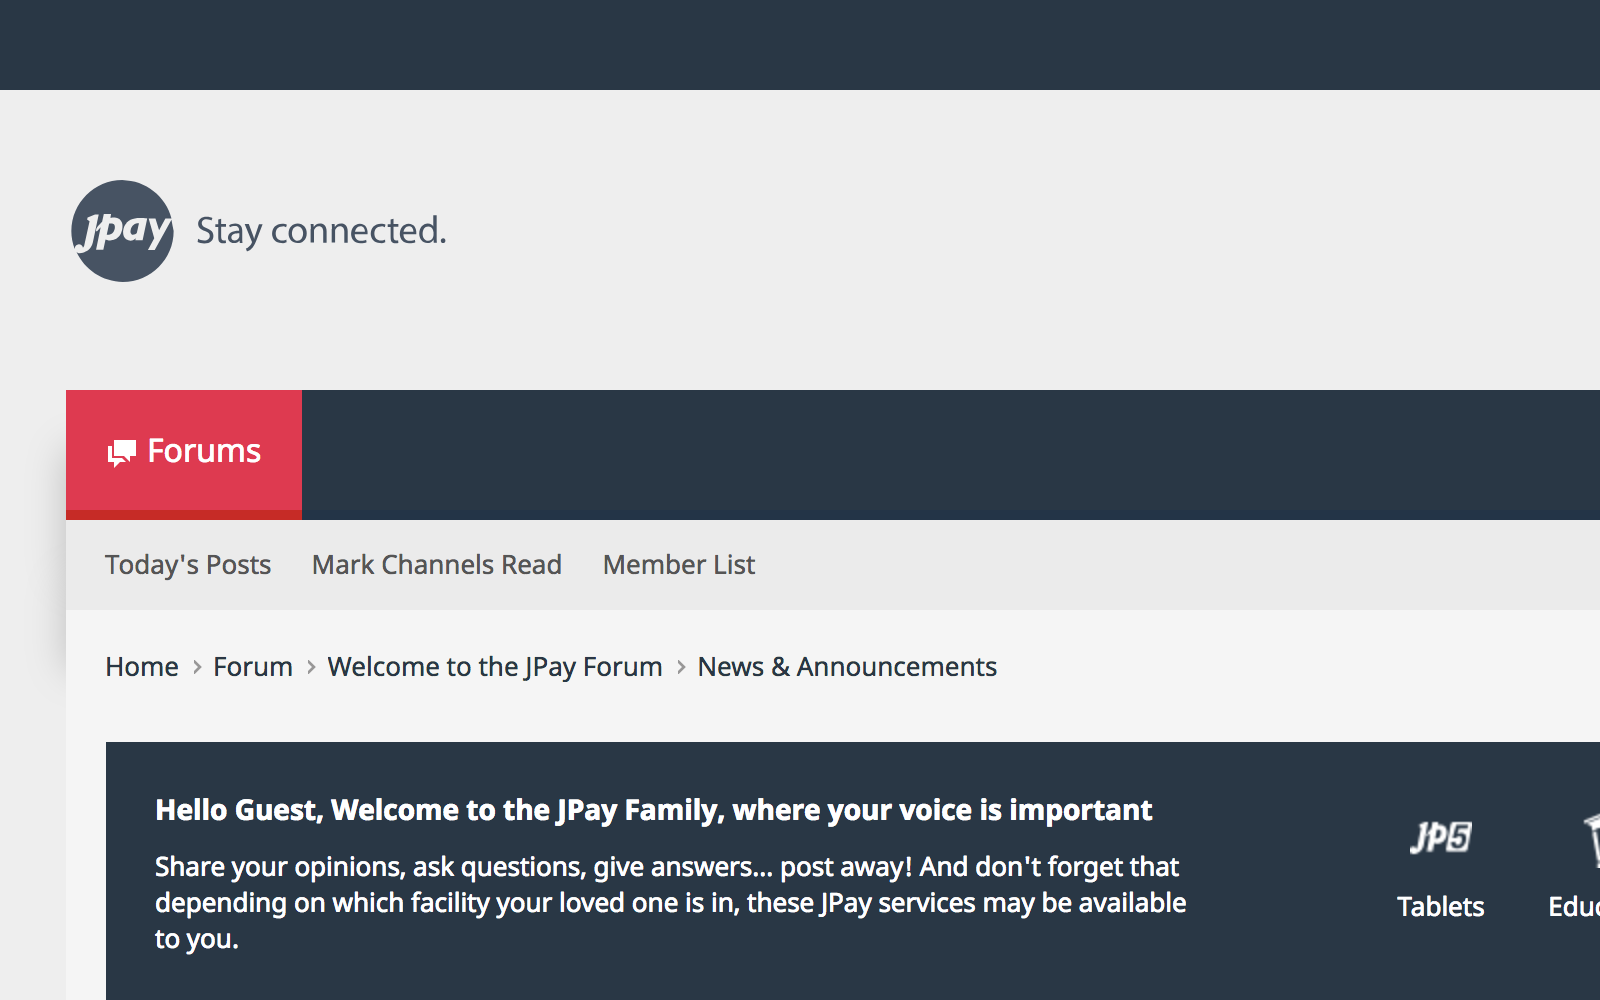 Jpay Stay connected.
Forums
Today's Posts Mark Channels Read Member List
Home › Forum › Welcome to the JPay Forum › News & Announcements
Hello Guest, Welcome to the JPay Family, where your voice is important
Share your opinions, ask questions, give answers... post away! And don't forget that
depending on which facility your loved one is in, these JPay services may be available
to you.
JP5
Tablets